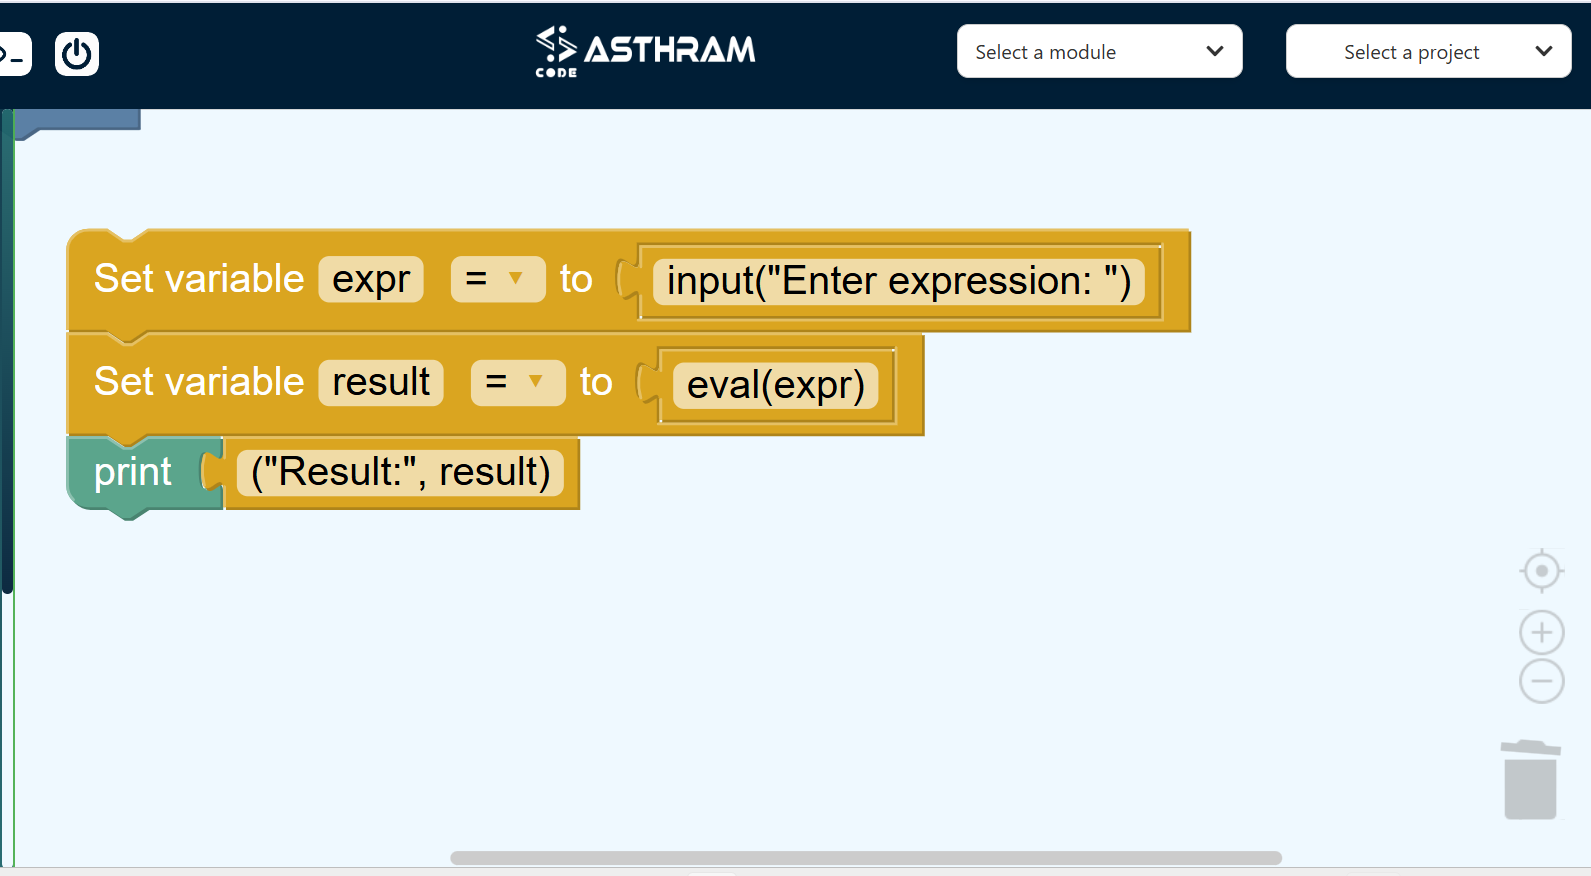 ASTHRAM
CODE
Select a module
Select a project
Set variable expr = to input("Enter expression: ")
Set variable result = to eval(expr)
print ("Result:", result)